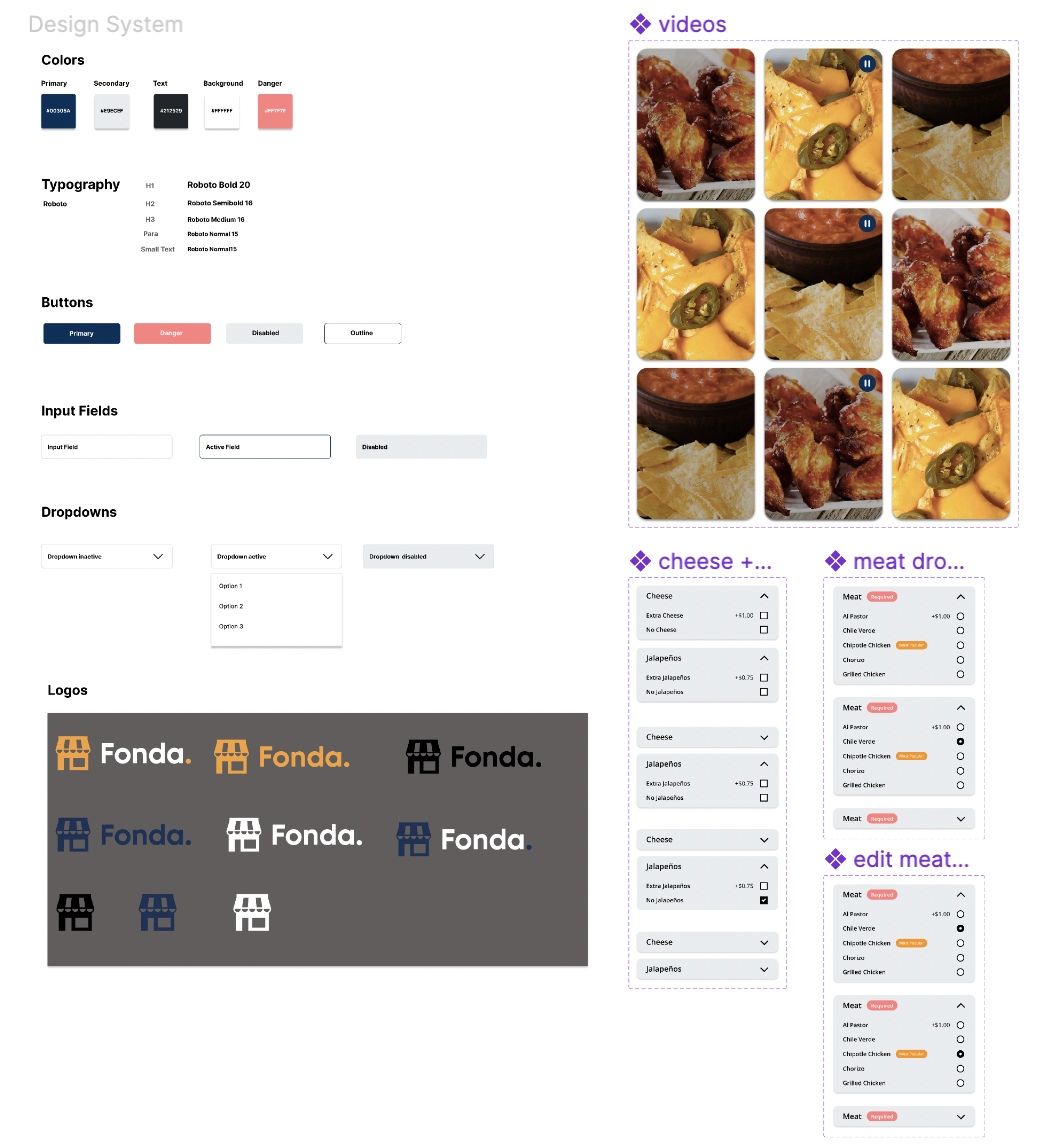 Design System
Colors
Primary Secondary Text Background Danger
#00305A #E9ECEF #212529 #FFFFFF
Typography
Roboto
H1 Roboto Bold 20
H2 Roboto Semibold 16
H3 Roboto Medium 16
Para Roboto Normal 15
Small Text Roboto Normal15
Buttons
Primary Danger Disabled Outline
Input Fields
Input Field Active Field Disabled
Dropdowns
Dropdown inactive Dropdown active Dropdown disabled
Option 1
Option 2
Option 3
Logos
Fonda. Fonda. Fonda.
Fonda. Fonda. Fonda.
videos
cheese +...
Cheese
Extra Cheese +$1.00
No Cheese
Jalapeños
Extra Jalapeños +$0.75
No Jalapeños
Cheese
Jalapeños
Extra Jalapeños +$0.75
No Jalapeños
Cheese
Jalapeños
Extra Jalapeños +$0.75
No Jalapeños
Cheese
Jalapeños
meat dro...
Meat Required
Al Pastor +$1.00
Chile Verde
Chipotle Chicken Most Popular
Chorizo
Grilled Chicken
Meat Required
Al Pastor +$1.00
Chile Verde
Chipotle Chicken Most Popular
Chorizo
Grilled Chicken
Meat Required
edit meat...
Meat Required
Al Pastor +$1.00
Chile Verde
Chipotle Chicken Most Popular
Chorizo
Grilled Chicken
Meat Required
Al Pastor +$1.00
Chile Verde
Chipotle Chicken Most Popular
Chorizo
Grilled Chicken
Meat Required